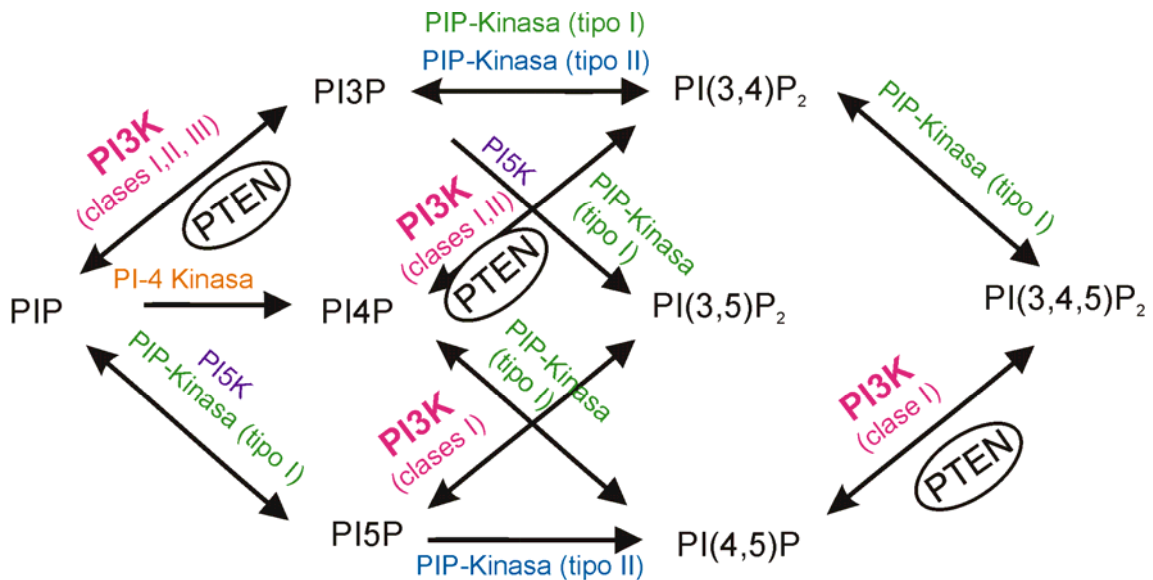 PIP-Kinasa (tipo I)
PIP-Kinasa (tipo II)
PI3P
PI(3,4)P₂
PI3K
(clases I,II, III)
PTEN
PI5K
PIP-Kinasa
(tipo I)
PI3K
(clases I,II)
PTEN
PIP-Kinasa (tipo I)
PI-4 Kinasa
PIP
PI4P
PI(3,5)P₂
PI(3,4,5)P₂
PI5K
PIP-Kinasa (tipo I)
PIP-Kinasa
(tipo I)
PI3K
(clases I)
PI3K
(clase I)
PTEN
PI5P
PI(4,5)P
PIP-Kinasa (tipo II)